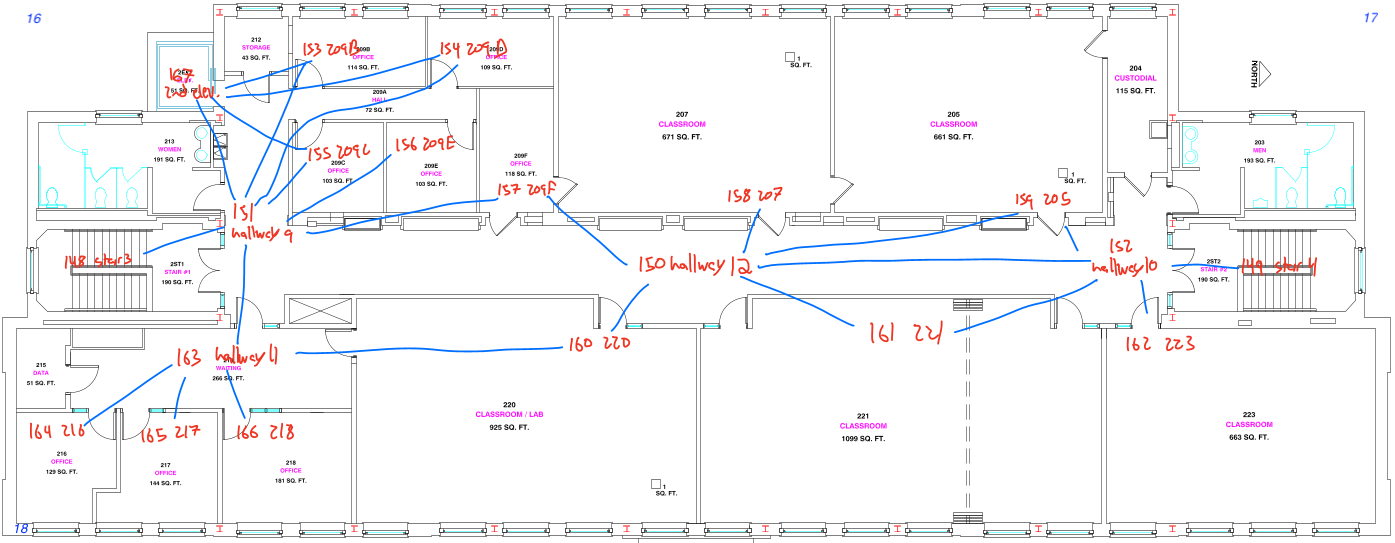 16
17
212
STORAGE
43 SQ. FT.
153 209B
209B
OFFICE
114 SQ. FT.
154 209D
209D
OFFICE
109 SQ. FT.
167
2nd elev.
51 SQ. FT.
209A
HALL
72 SQ. FT.
207
CLASSROOM
671 SQ. FT.
1
SQ. FT.
205
CLASSROOM
661 SQ. FT.
1
SQ. FT.
204
CUSTODIAL
115 SQ. FT.
NORTH
213
WOMEN
191 SQ. FT.
155 209C
209C
OFFICE
103 SQ. FT.
156 209E
209E
OFFICE
103 SQ. FT.
209F
OFFICE
118 SQ. FT.
157 209F
158 207
159 205
203
MEN
193 SQ. FT.
151
hallway 9
148 stair3
2ST1
STAIR #1
190 SQ. FT.
150 hallway 12
152
hallway 10
2ST2
STAIR #2
190 SQ. FT.
149 stair 4
215
DATA
51 SQ. FT.
163 hallway 11
WAITING
266 SQ. FT.
160 220
161 221
162 223
220
CLASSROOM / LAB
925 SQ. FT.
221
CLASSROOM
1099 SQ. FT.
223
CLASSROOM
663 SQ. FT.
164 216
216
OFFICE
129 SQ. FT.
165 217
217
OFFICE
144 SQ. FT.
166 218
218
OFFICE
181 SQ. FT.
1
SQ. FT.
18